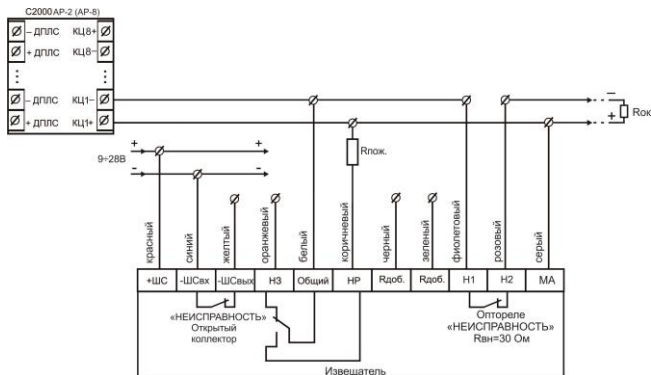 С2000АР-2 (АР-8)
– ДПЛС КЦ8+
+ ДПЛС КЦ8–
– ДПЛС КЦ1–
+ ДПЛС КЦ1+
–
+
Rок
+ +
9÷28В
- -
Rпож.
красный
синий
желтый
оранжевый
белый
коричневый
черный
зеленый
фиолетовый
розовый
серый
+ШС -ШСвх -ШСвых НЗ Общий НР Rдоб. Rдоб. Н1 Н2 МА
«НЕИСПРАВНОСТЬ»
Открытый
коллектор
Оптореле
«НЕИСПРАВНОСТЬ»
Rвн=30 Ом
Извещатель